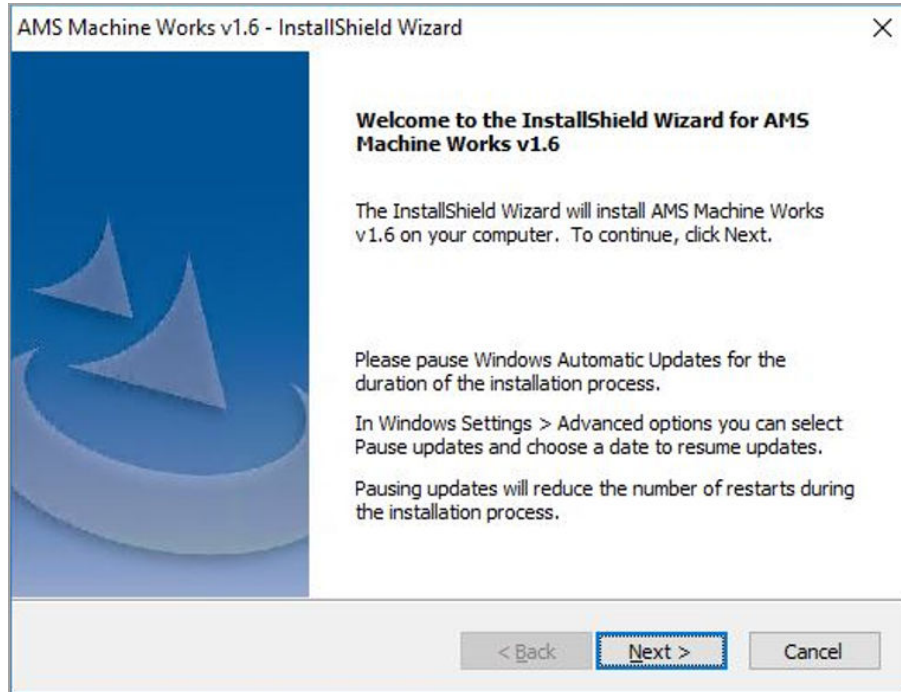 AMS Machine Works v1.6 - InstallShield Wizard
Welcome to the InstallShield Wizard for AMS
Machine Works v1.6
The InstallShield Wizard will install AMS Machine Works
v1.6 on your computer.  To continue, click Next.
Please pause Windows Automatic Updates for the
duration of the installation process.
In Windows Settings > Advanced options you can select
Pause updates and choose a date to resume updates.
Pausing updates will reduce the number of restarts during
the installation process.
< Back Next > Cancel